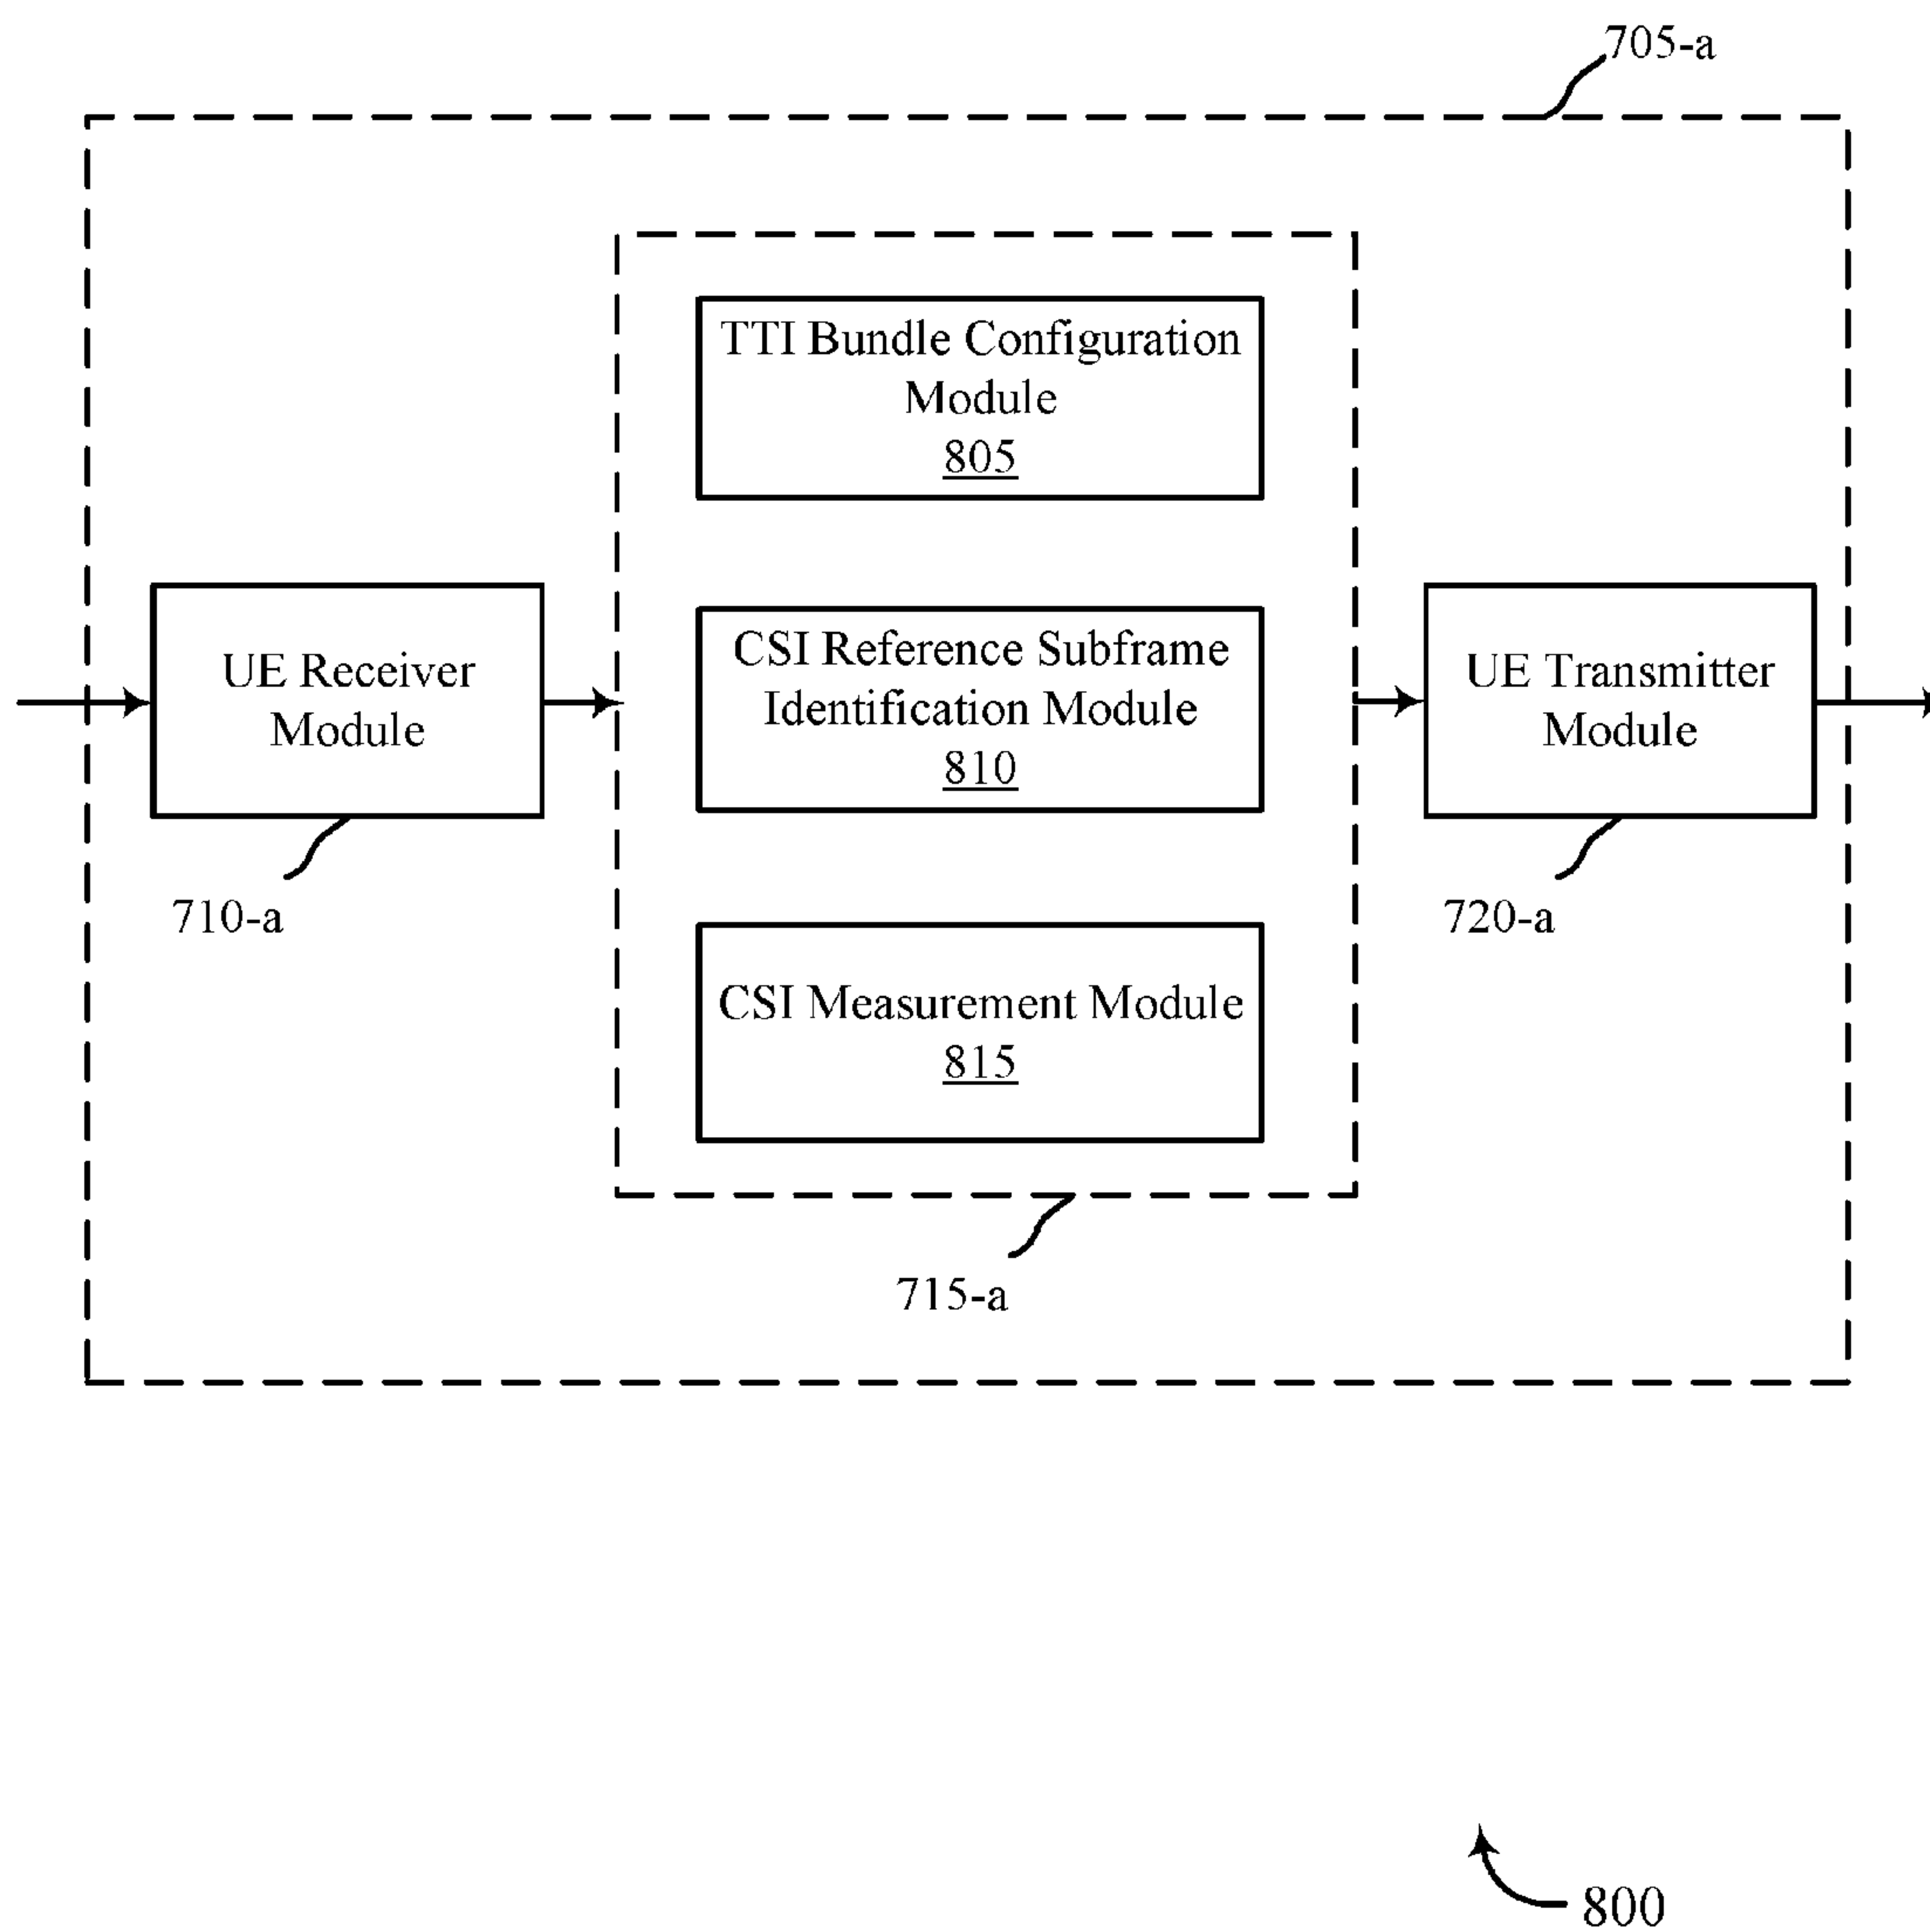 705-a
TTI Bundle Configuration
Module
805
UE Receiver
Module
710-a
CSI Reference Subframe
Identification Module
810
UE Transmitter
Module
720-a
CSI Measurement Module
815
715-a
800